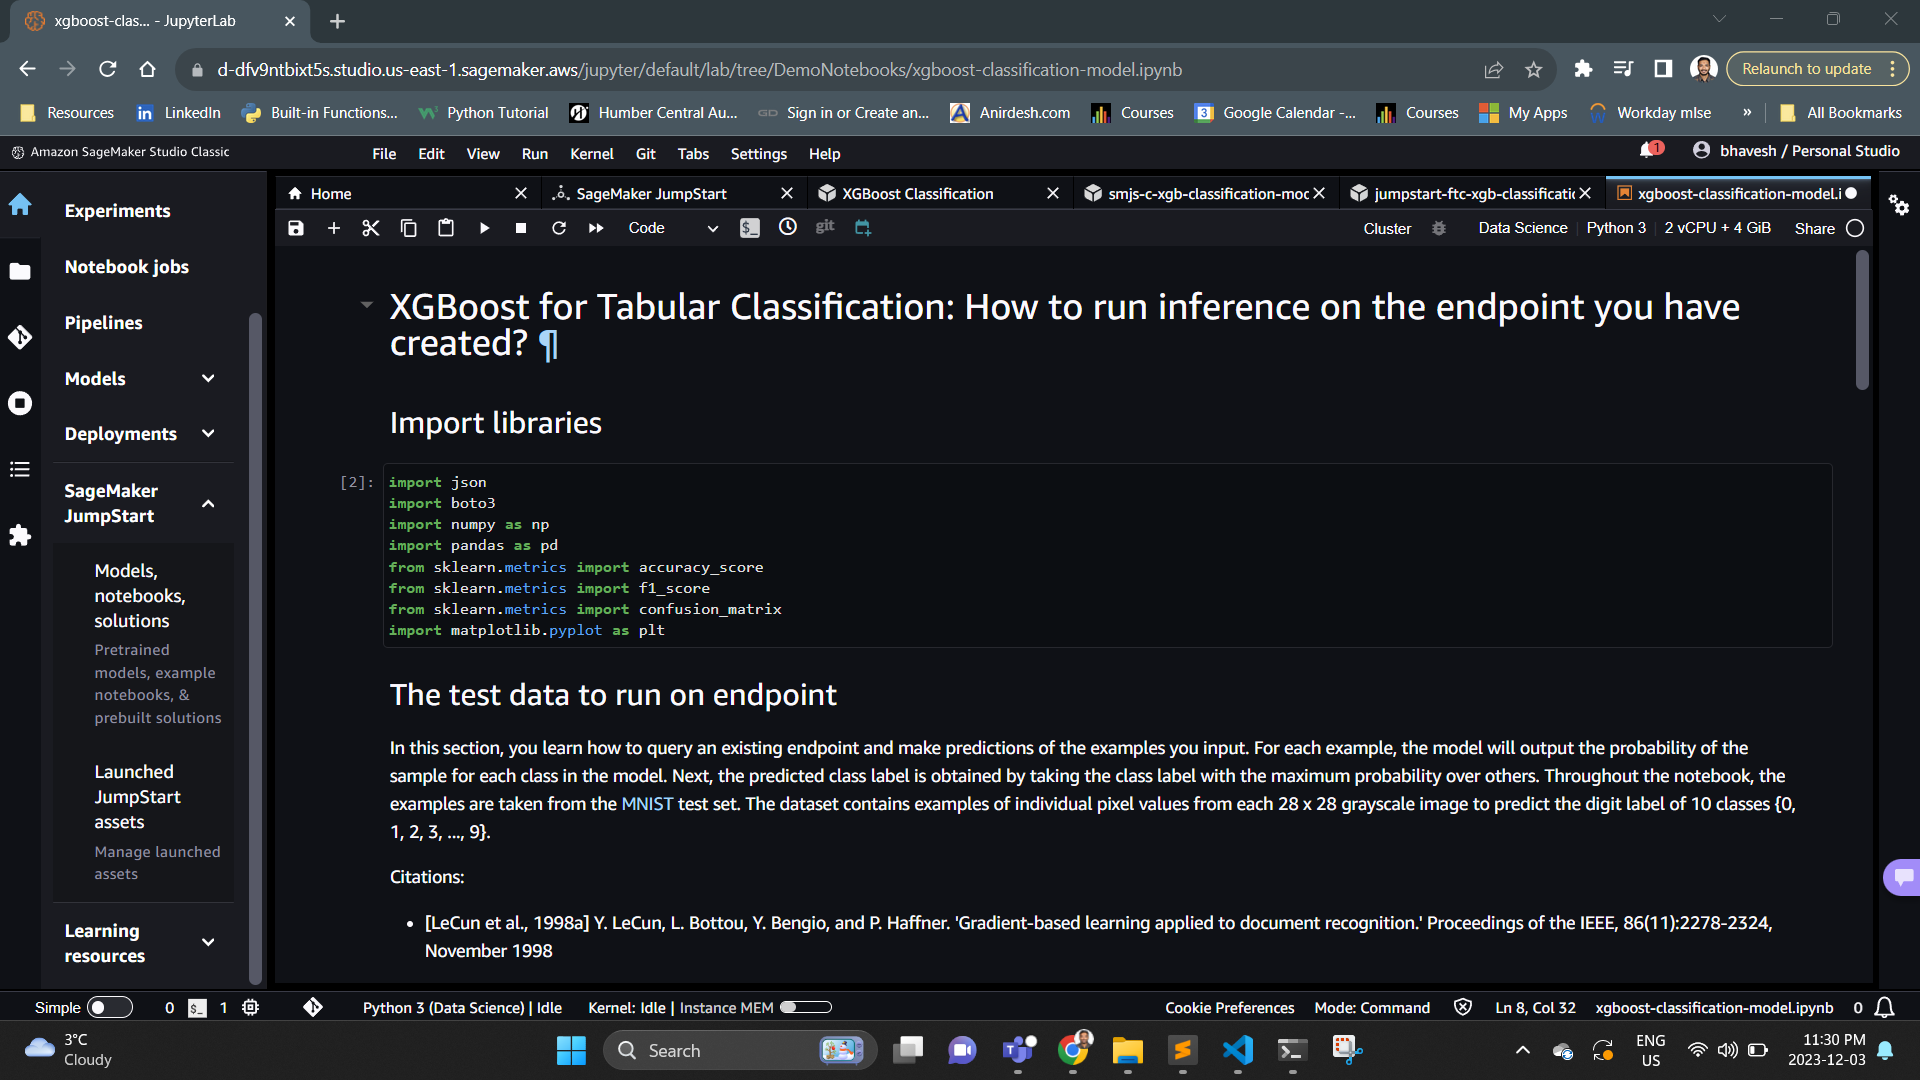 xgboost-clas... - JupyterLab
d-dfv9ntbixt5s.studio.us-east-1.sagemaker.aws/jupyter/default/lab/tree/DemoNotebooks/xgboost-classification-model.ipynb
Relaunch to update
Resources LinkedIn Built-in Functions... Python Tutorial Humber Central Au... Sign in or Create an... Anirdesh.com Courses 3 Google Calendar -... Courses My Apps Workday mlse » All Bookmarks
Amazon SageMaker Studio Classic File Edit View Run Kernel Git Tabs Settings Help 1 bhavesh / Personal Studio
Home SageMaker JumpStart XGBoost Classification smjs-c-xgb-classification-moc jumpstart-ftc-xgb-classificatic xgboost-classification-model.i
Code git Cluster Data Science Python 3 2 vCPU + 4 GiB Share
Experiments
Notebook jobs
Pipelines
Models
Deployments
SageMaker
JumpStart
Models,
notebooks,
solutions
Pretrained
models, example
notebooks, &
prebuilt solutions
Launched
JumpStart
assets
Manage launched
assets
Learning
resources
XGBoost for Tabular Classification: How to run inference on the endpoint you have
created? ¶
Import libraries
[2]:
import json
import boto3
import numpy as np
import pandas as pd
from sklearn.metrics import accuracy_score
from sklearn.metrics import f1_score
from sklearn.metrics import confusion_matrix
import matplotlib.pyplot as plt
The test data to run on endpoint
In this section, you learn how to query an existing endpoint and make predictions of the examples you input. For each example, the model will output the probability of the
sample for each class in the model. Next, the predicted class label is obtained by taking the class label with the maximum probability over others. Throughout the notebook, the
examples are taken from the MNIST test set. The dataset contains examples of individual pixel values from each 28 x 28 grayscale image to predict the digit label of 10 classes {0,
1, 2, 3, ..., 9}.
Citations:
• [LeCun et al., 1998a] Y. LeCun, L. Bottou, Y. Bengio, and P. Haffner. 'Gradient-based learning applied to document recognition.' Proceedings of the IEEE, 86(11):2278-2324,
November 1998
Simple 0 $_ 1 Python 3 (Data Science) | Idle Kernel: Idle | Instance MEM Cookie Preferences Mode: Command Ln 8, Col 32 xgboost-classification-model.ipynb 0
3°C
Cloudy
Search
ENG
US
11:30 PM
2023-12-03